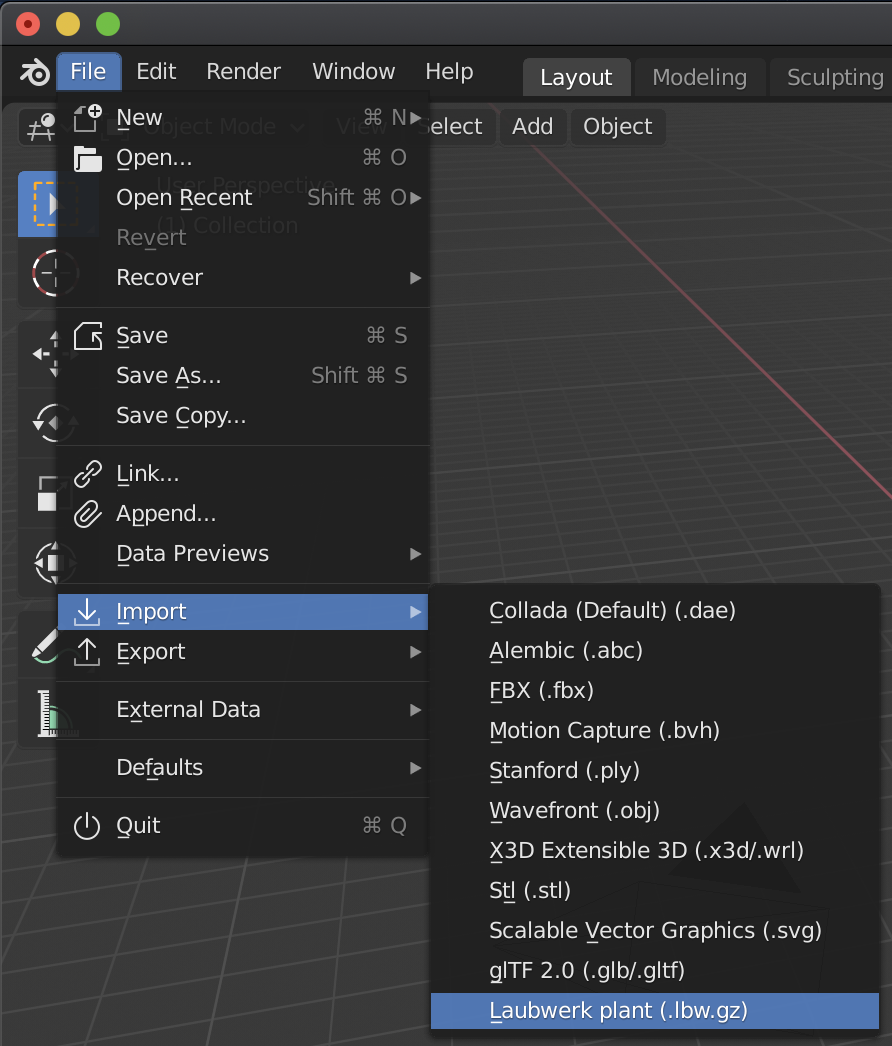 File Edit Render Window Help Layout Modeling Sculpting
New ⌘ N
Object Mode View Select Add Object
Open... ⌘ O
User Perspective
Open Recent Shift ⌘ O
(1) Collection
Revert
Recover
Save ⌘ S
Save As... Shift ⌘ S
Save Copy...
Link...
Append...
Data Previews
Import
Export
External Data
Defaults
Quit ⌘ Q
Collada (Default) (.dae)
Alembic (.abc)
FBX (.fbx)
Motion Capture (.bvh)
Stanford (.ply)
Wavefront (.obj)
X3D Extensible 3D (.x3d/.wrl)
Stl (.stl)
Scalable Vector Graphics (.svg)
glTF 2.0 (.glb/.gltf)
Laubwerk plant (.lbw.gz)